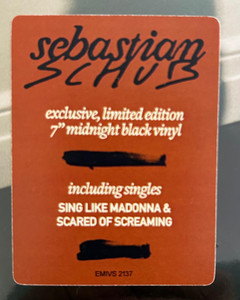 sebastian
SCHUB
exclusive, limited edition
7" midnight black vinyl
including singles
SING LIKE MADONNA &
SCARED OF SCREAMING
EMIVS 2137